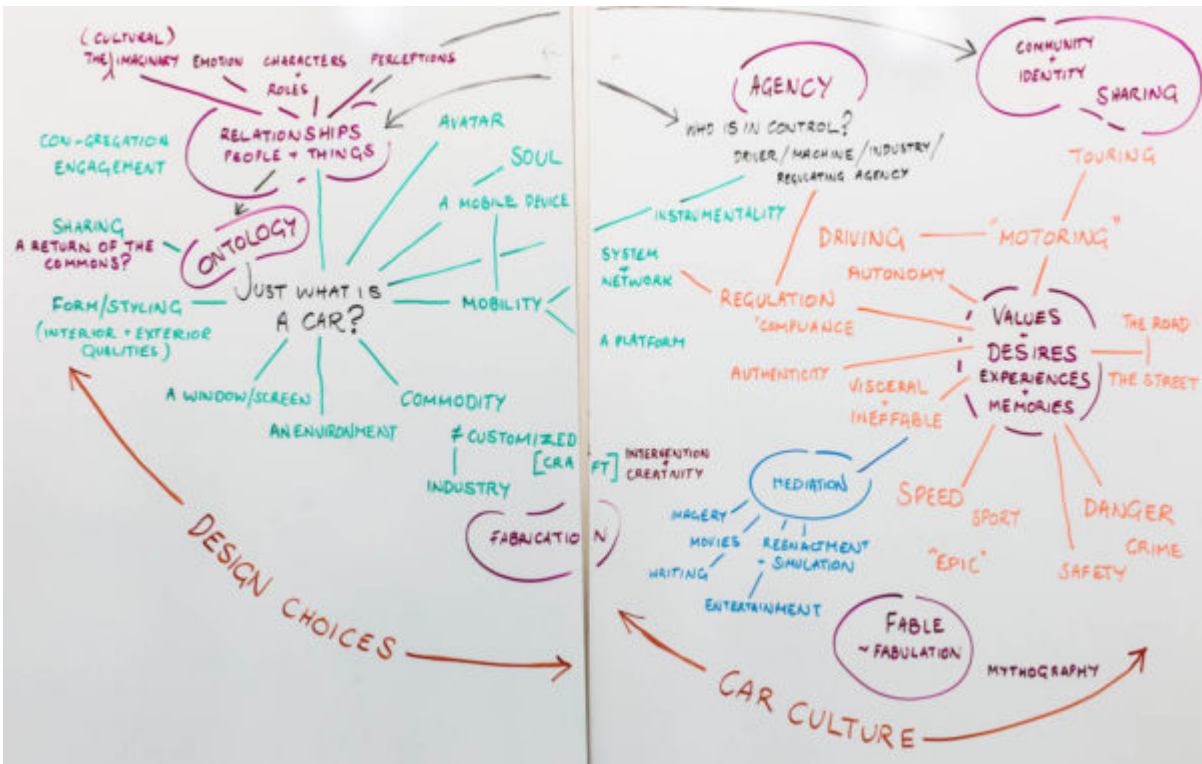 (CULTURAL)
THE IMAGINARY
EMOTION
CHARACTERS
+
ROLES
PERCEPTIONS
RELATIONSHIPS
PEOPLE + THINGS
CON-GREGATION
ENGAGEMENT
AVATAR
SOUL
A MOBILE DEVICE
SHARING
A RETURN OF THE
COMMONS?
ONTOLOGY
JUST WHAT IS
A CAR?
FORM/STYLING
(INTERIOR + EXTERIOR
QUALITIES)
MOBILITY
A WINDOW/SCREEN
AN ENVIRONMENT
COMMODITY
≠ CUSTOMIZED
[CRAFT]
INDUSTRY
INTERVENTION
+
CREATIVITY
FABRICATION
DESIGN CHOICES
AGENCY
WHO IS IN CONTROL?
DRIVER/MACHINE/INDUSTRY/
REGULATING AGENCY
INSTRUMENTALITY
SYSTEM
+
NETWORK
A PLATFORM
COMMUNITY
+
IDENTITY
SHARING
TOURING
DRIVING
"MOTORING"
AUTONOMY
REGULATION
COMPLIANCE
VALUES
+
DESIRES
EXPERIENCES
+
MEMORIES
THE ROAD
THE STREET
AUTHENTICITY
VISCERAL
+
INEFFABLE
MEDIATION
IMAGERY
MOVIES
WRITING
REENACTMENT
+ SIMULATION
ENTERTAINMENT
SPEED
SPORT
"EPIC"
DANGER
CRIME
SAFETY
FABLE
~ FABULATION
MYTHOGRAPHY
CAR CULTURE